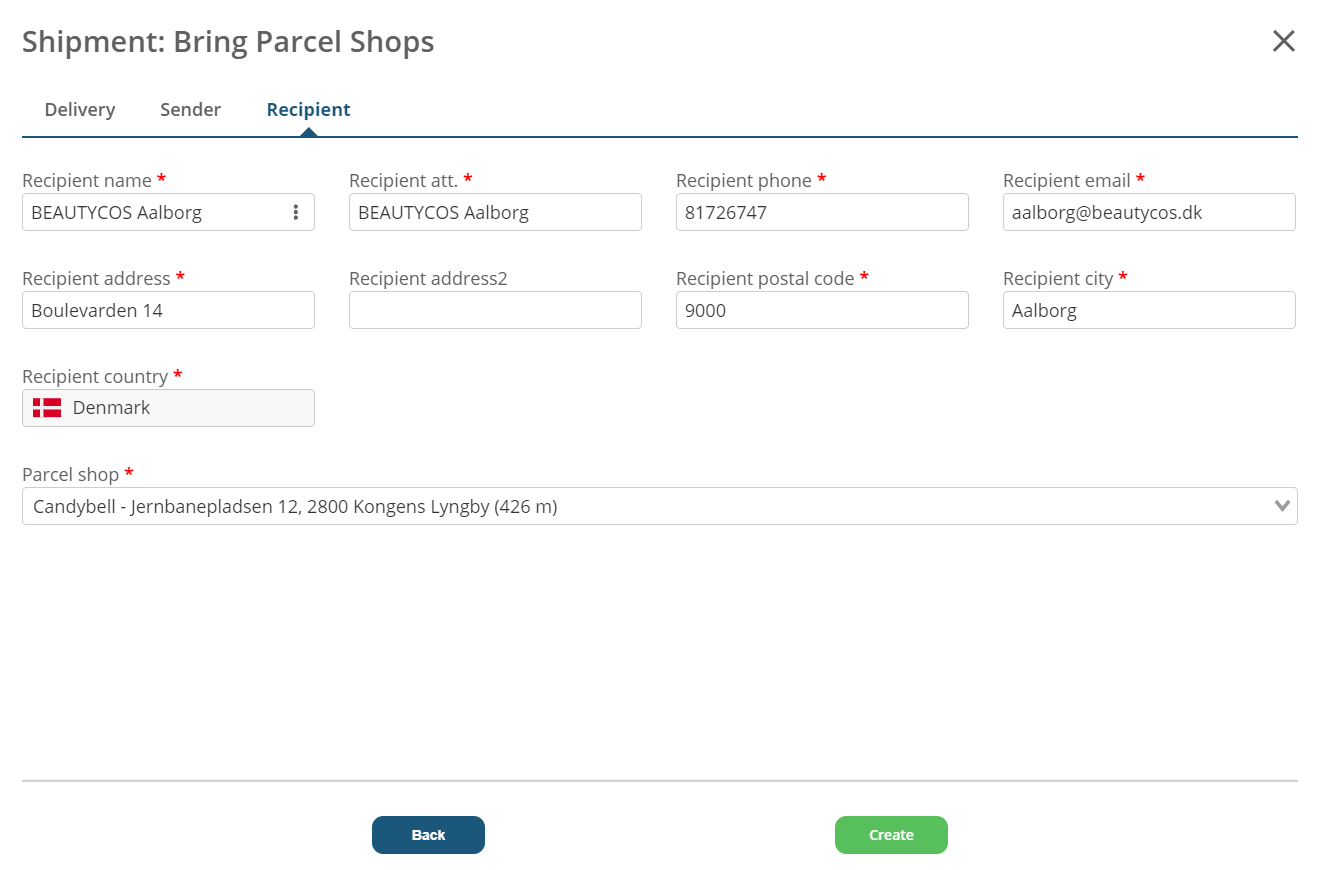 Shipment: Bring Parcel Shops
Delivery Sender Recipient
Recipient name * Recipient att. * Recipient phone * Recipient email *
BEAUTYCOS Aalborg BEAUTYCOS Aalborg 81726747 aalborg@beautycos.dk
Recipient address * Recipient address2 Recipient postal code * Recipient city *
Boulevarden 14 9000 Aalborg
Recipient country *
Denmark
Parcel shop *
Candybell - Jernbanepladsen 12, 2800 Kongens Lyngby (426 m)
Back Create